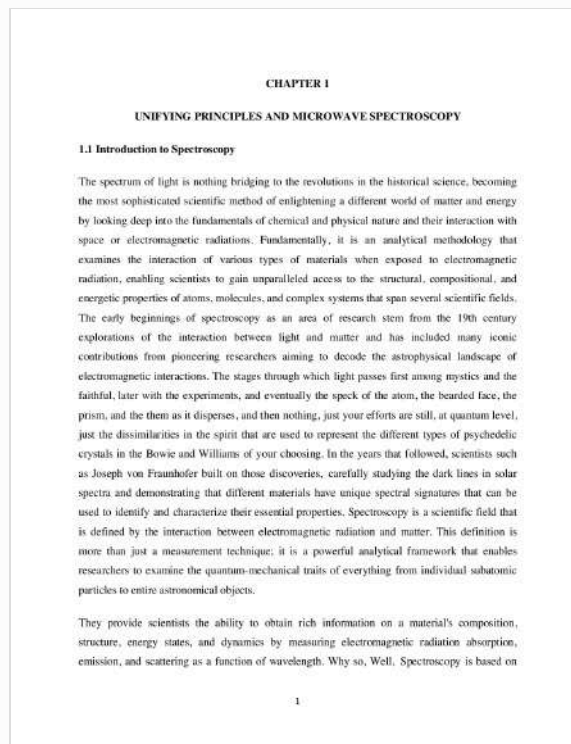 CHAPTER 1
UNIFYING PRINCIPLES AND MICROWAVE SPECTROSCOPY
1.1 Introduction to Spectroscopy
The spectrum of light is nothing bridging to the revolutions in the historical science, becoming
the most sophisticated scientific method of enlightening a different world of matter and energy
by looking deep into the fundamentals of chemical and physical nature and their interaction with
space or electromagnetic radiations. Fundamentally, it is an analytical methodology that
examines the interaction of various types of materials when exposed to electromagnetic
radiation, enabling scientists to gain unparalleled access to the structural, compositional, and
energetic properties of atoms, molecules, and complex systems that span several scientific fields.
The early beginnings of spectroscopy as an area of research stem from the 19th century
explorations of the interaction between light and matter and has included many iconic
contributions from pioneering researchers aiming to decode the astrophysical landscape of
electromagnetic interactions. The stages through which light passes first among mystics and the
faithful, later with the experiments, and eventually the speck of the atom, the bearded face, the
prism, and the them as it disperses, and then nothing, just your efforts are still, at quantum level,
just the dissimilarities in the spirit that are used to represent the different types of psychedelic
crystals in the Bowie and Williams of your choosing. In the years that followed, scientists such
as Joseph von Fraunhofer built on those discoveries, carefully studying the dark lines in solar
spectra and demonstrating that different materials have unique spectral signatures that can be
used to identify and characterize their essential properties. Spectroscopy is a scientific field that
is defined by the interaction between electromagnetic radiation and matter. This definition is
more than just a measurement technique; it is a powerful analytical framework that enables
researchers to examine the quantum-mechanical traits of everything from individual subatomic
particles to entire astronomical objects.
They provide scientists the ability to obtain rich information on a material's composition,
structure, energy states, and dynamics by measuring electromagnetic radiation absorption,
emission, and scattering as a function of wavelength. Why so, Well, Spectroscopy is based on
1